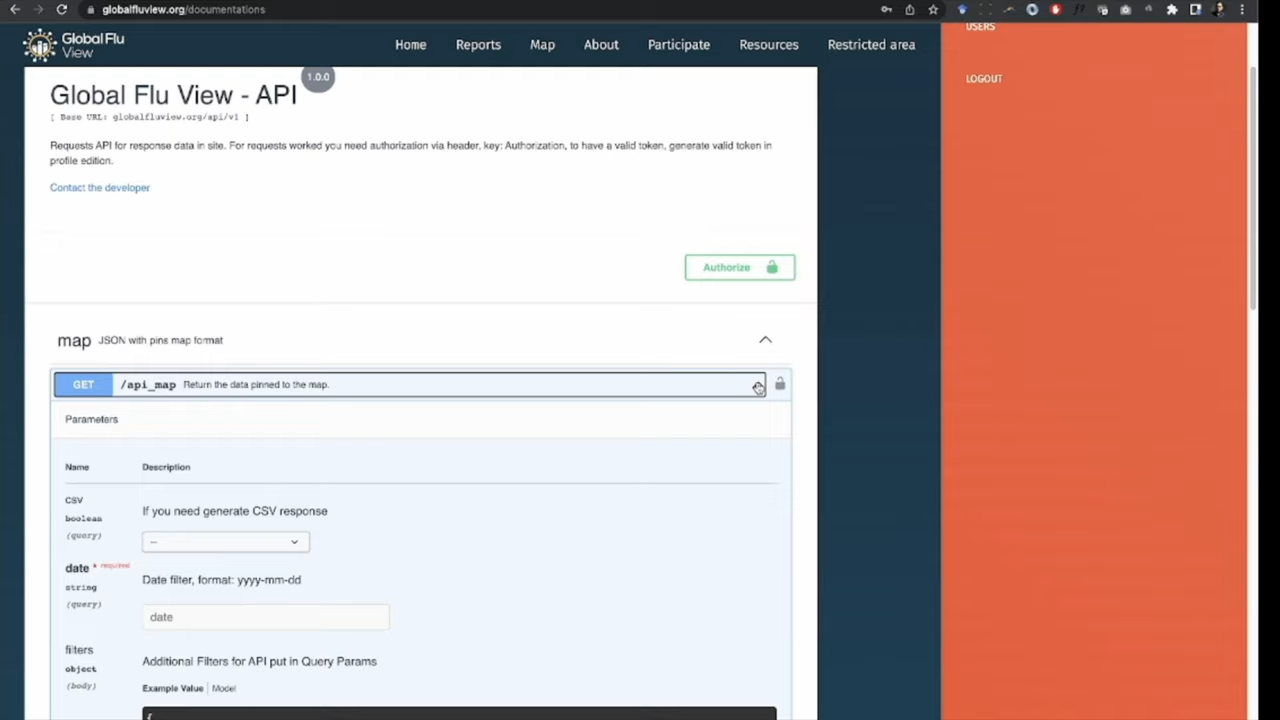 globalfluview.org/documentations
Global Flu
View
Home Reports Map About Participate Resources Restricted area
USERS
LOGOUT
Global Flu View - API 1.0.0
[ Base URL: globalfluview.org/api/v1 ]
Requests API for response data in site. For requests worked you need authorization via header, key: Authorization, to have a valid token, generate valid token in
profile edition.
Contact the developer
Authorize
map JSON with pins map format
GET /api_map Return the data pinned to the map.
Parameters
Name Description
CSV
boolean
(query)
If you need generate CSV response
--
date * required
string
(query)
Date filter, format: yyyy-mm-dd
date
filters
object
(body)
Additional Filters for API put in Query Params
Example Value | Model
{